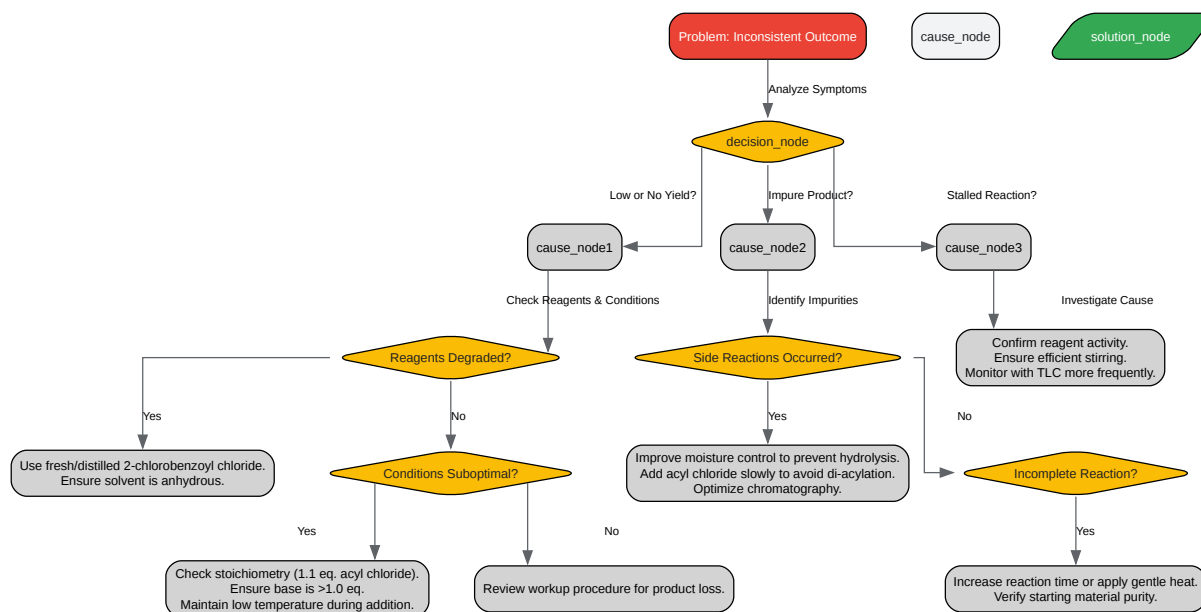 Problem: Inconsistent Outcome
cause_node
solution_node
Analyze Symptoms
decision_node
Low or No Yield?
Impure Product?
Stalled Reaction?
cause_node1
cause_node2
cause_node3
Check Reagents & Conditions
Identify Impurities
Investigate Cause
Reagents Degraded?
Side Reactions Occurred?
Confirm reagent activity.
Ensure efficient stirring.
Monitor with TLC more frequently.
Yes
No
Yes
No
Use fresh/distilled 2-chlorobenzoyl chloride.
Ensure solvent is anhydrous.
Conditions Suboptimal?
Improve moisture control to prevent hydrolysis.
Add acyl chloride slowly to avoid di-acylation.
Optimize chromatography.
Incomplete Reaction?
Yes
No
Yes
Check stoichiometry (1.1 eq. acyl chloride).
Ensure base is >1.0 eq.
Maintain low temperature during addition.
Review workup procedure for product loss.
Increase reaction time or apply gentle heat.
Verify starting material purity.